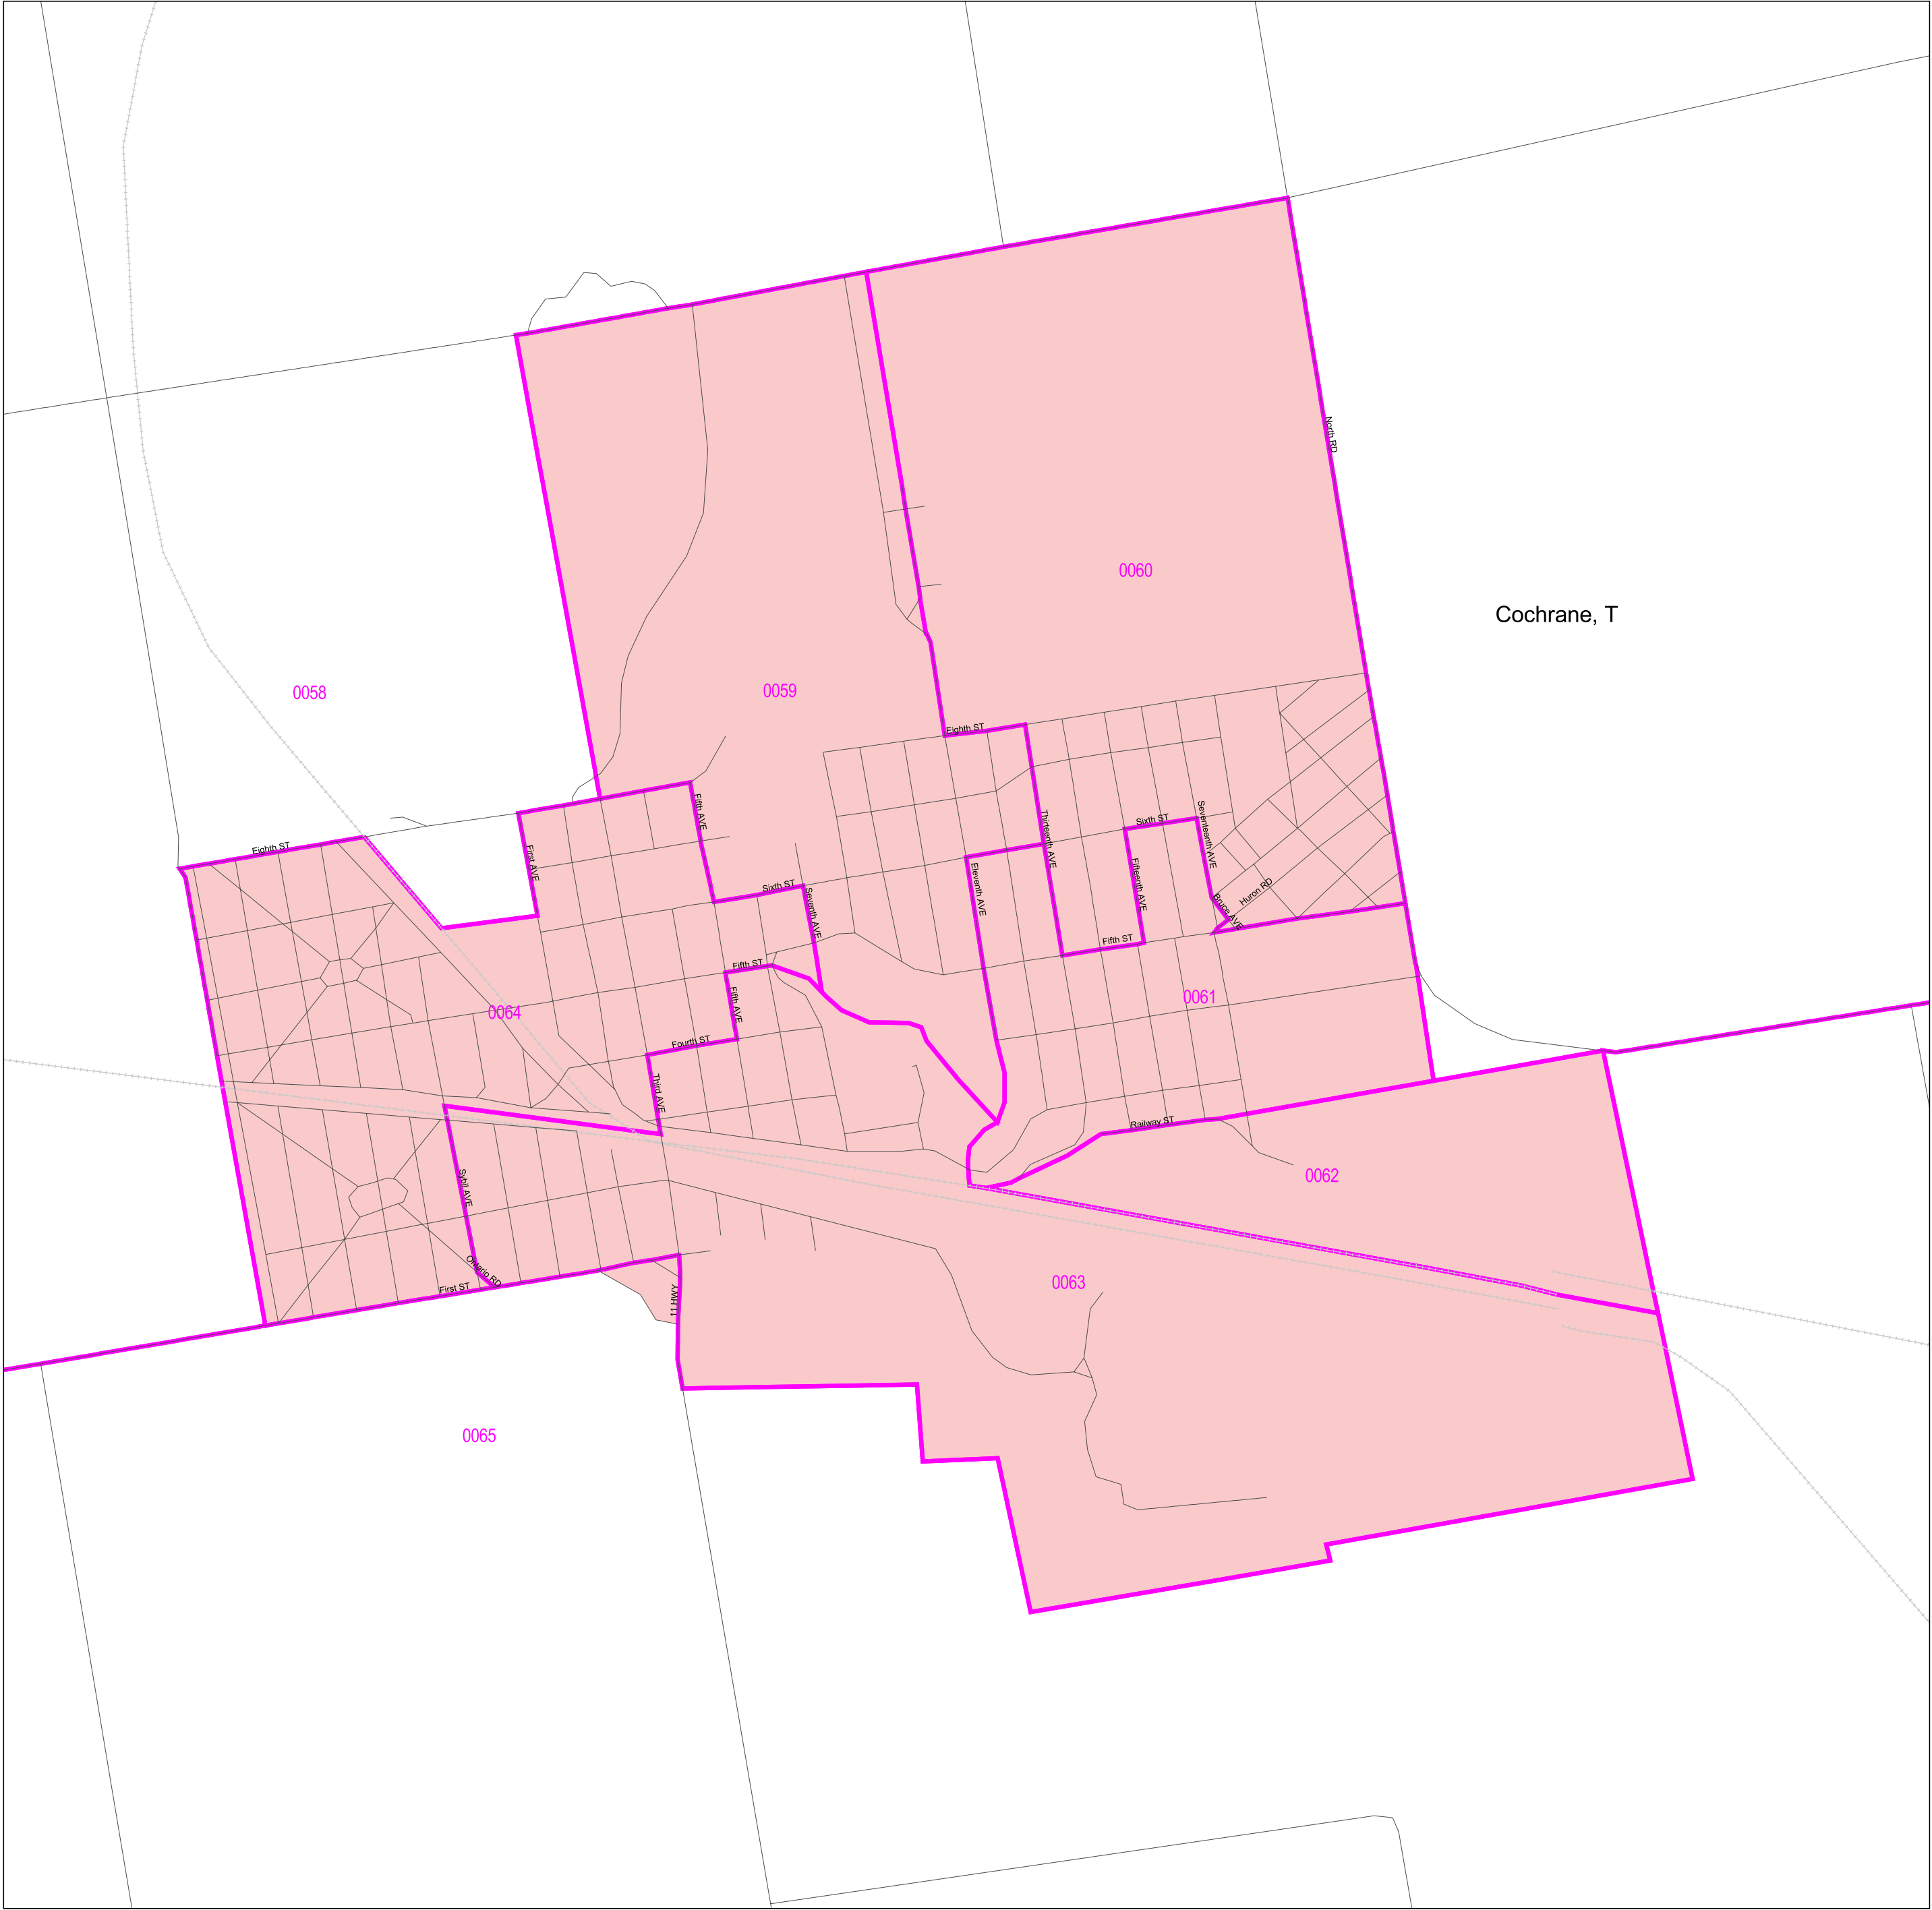 North RD
0060
Cochrane, T
0058
0059
Eighth ST
Fifth AVE
Thirteenth AVE
Sixth ST
Seventeenth AVE
Eighth ST
First AVE
Sixth ST
Seventh AVE
Eleventh AVE
Fifteenth AVE
Huron RD
Bruce AVE
Fifth ST
Fifth ST
Fifth AVE
0061
0064
Fourth ST
Third AVE
Railway ST
0062
Sybil AVE
Ontario RD
First ST
11 HWY
0063
0065